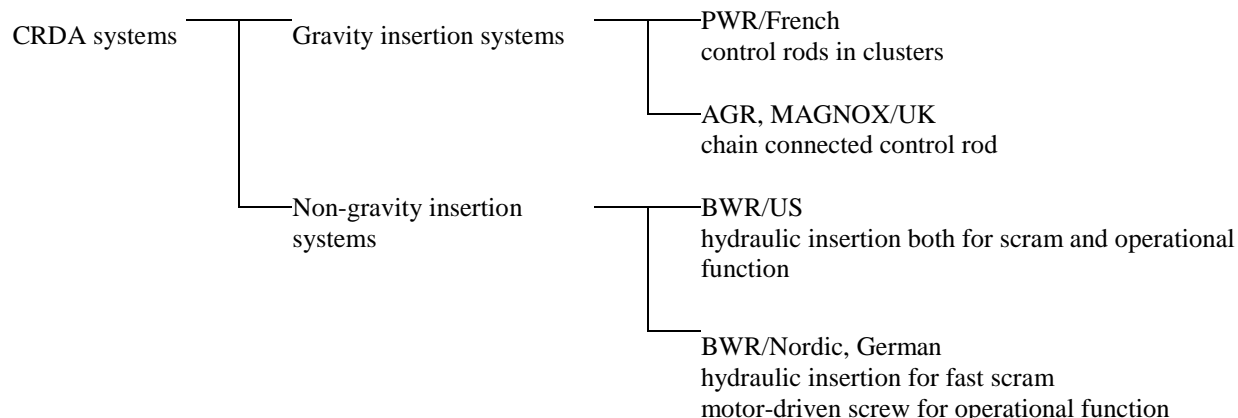 CRDA systems
Gravity insertion systems
PWR/French
control rods in clusters
AGR, MAGNOX/UK
chain connected control rod
Non-gravity insertion
systems
BWR/US
hydraulic insertion both for scram and operational
function
BWR/Nordic, German
hydraulic insertion for fast scram
motor-driven screw for operational function